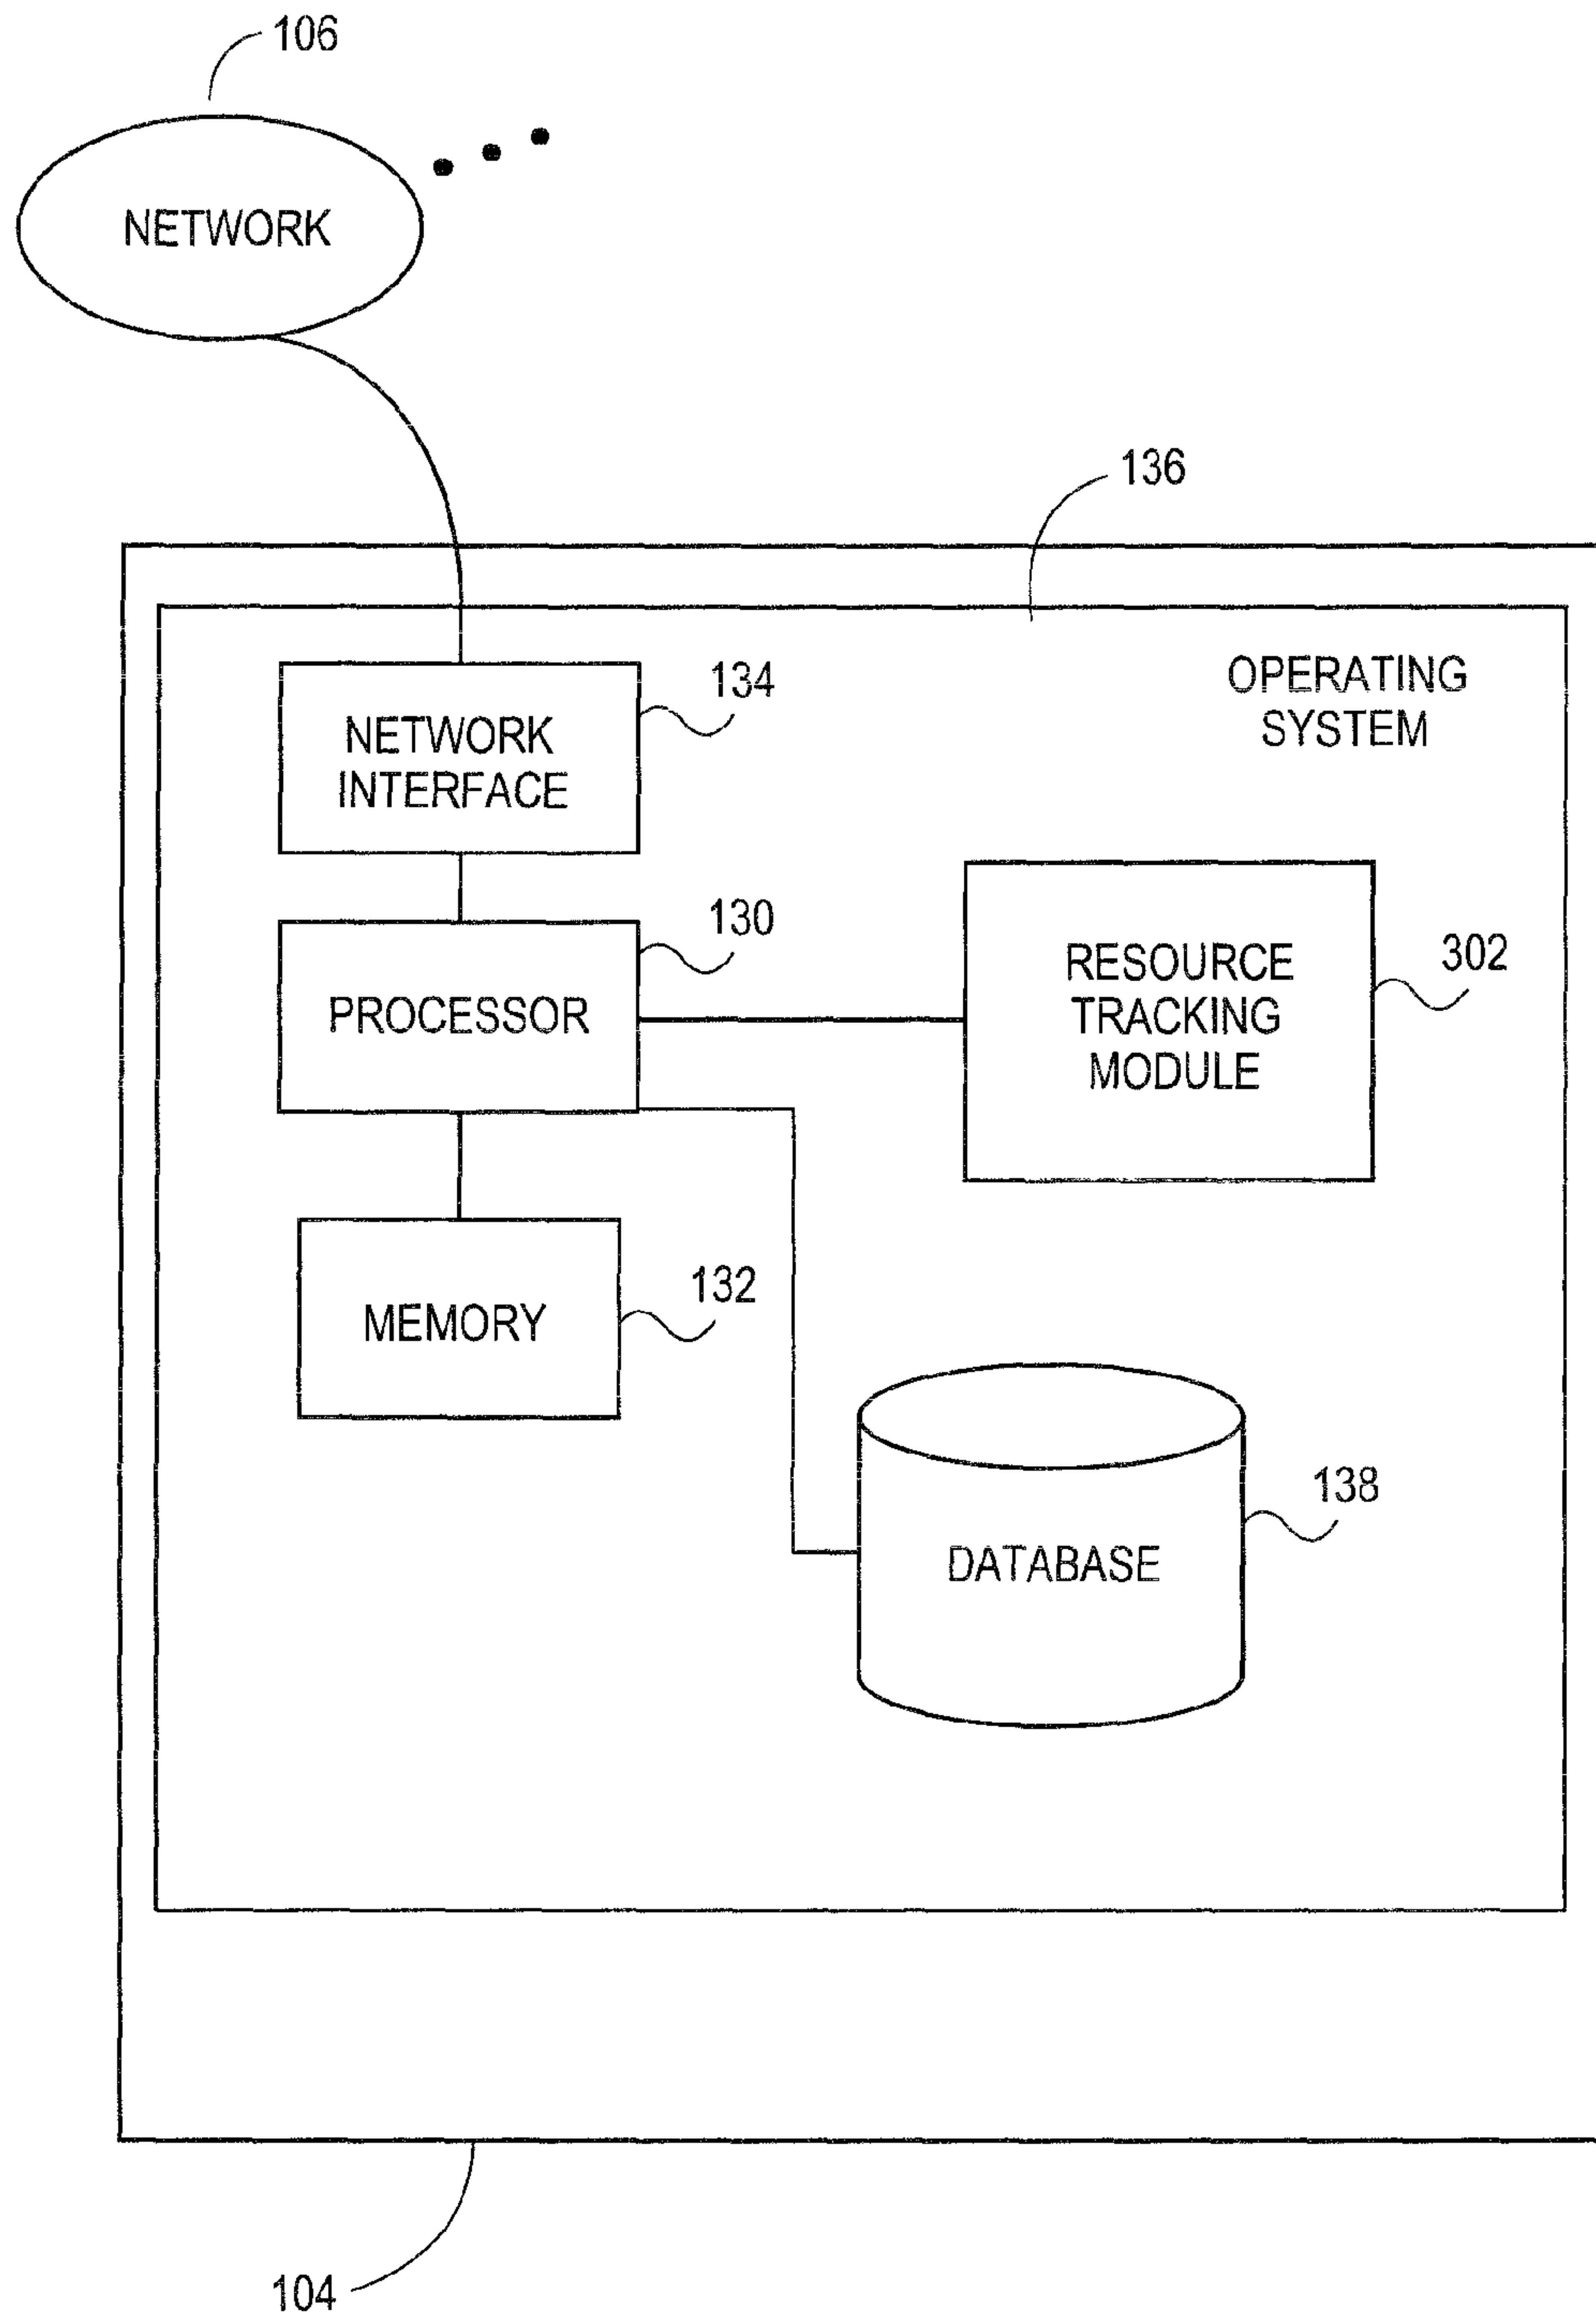 106
NETWORK
136
OPERATING
SYSTEM
134
NETWORK
INTERFACE
130
PROCESSOR
RESOURCE
TRACKING
MODULE
302
132
MEMORY
138
DATABASE
104